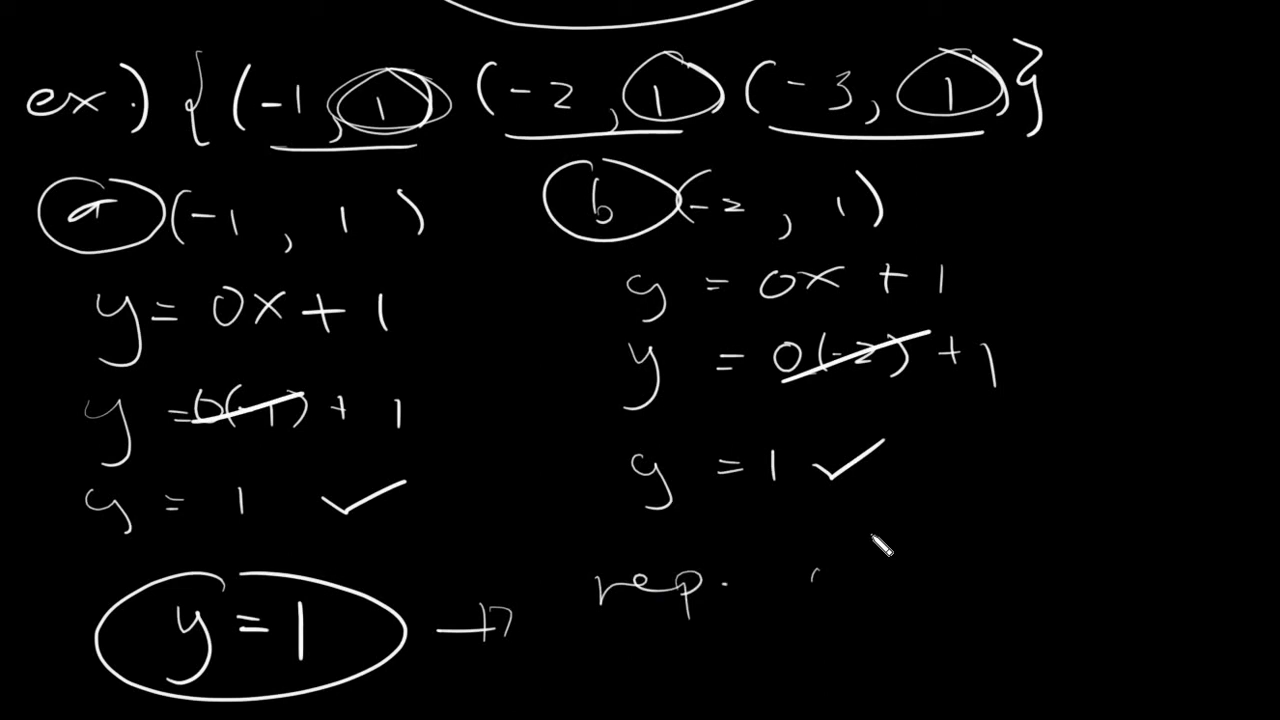 ex.) {(-1, 1) (-2, 1) (-3, 1)}
a (-1, 1)
y = 0x + 1
y = 0(-1) + 1
y = 1 ✓
b (-2, 1)
y = 0x + 1
y = 0(-2) + 1
y = 1 ✓
y = 1 → rep.